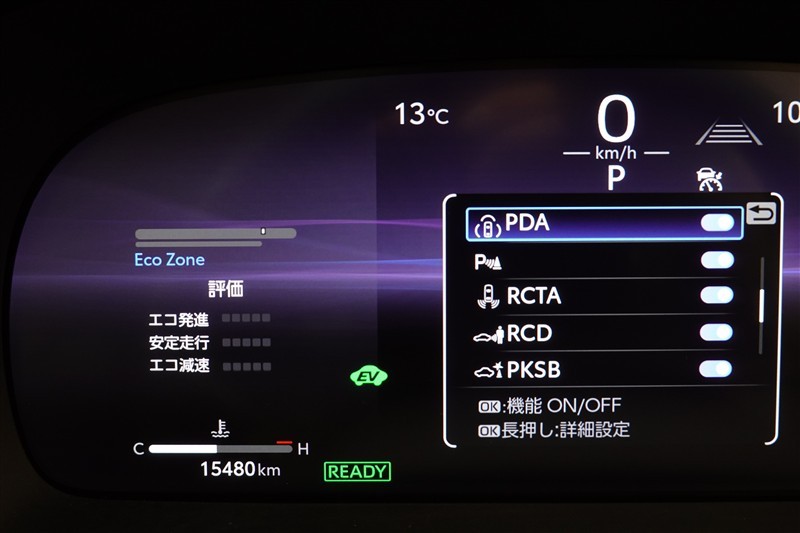 13℃
0
km/h
10
P
PDA
P
RCTA
RCD
PKSB
OK:機能 ON/OFF
OK長押し:詳細設定
Eco Zone
評価
エコ発進
安定走行
エコ減速
EV
C H
15480 km
READY